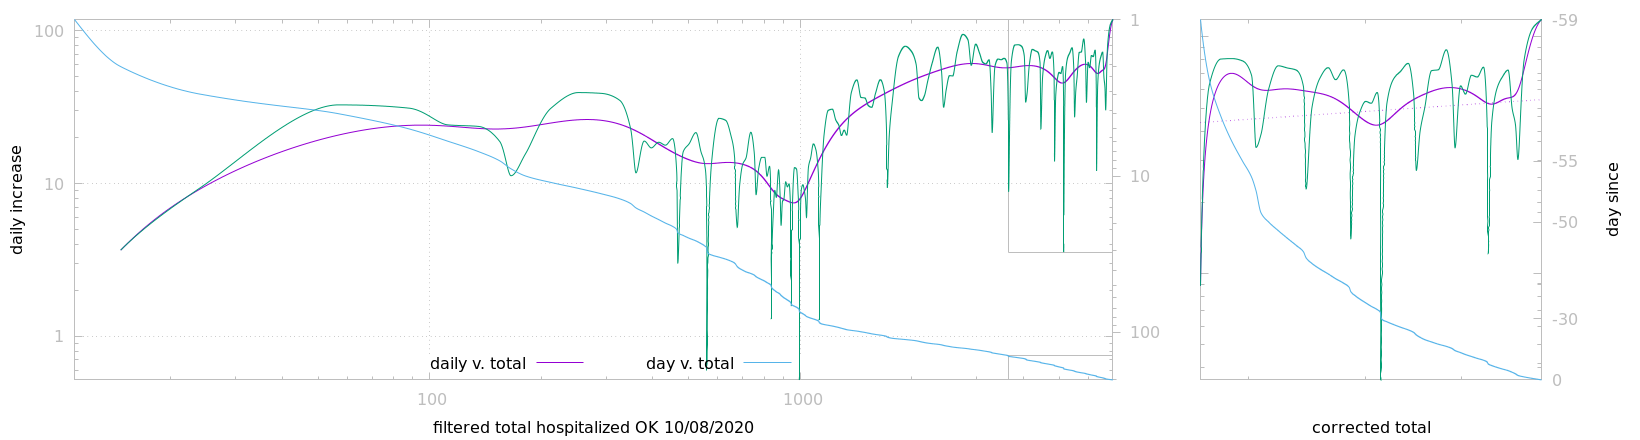 100
10
1
daily increase
daily v. total
day v. total
100
1000
filtered total hospitalized OK 10/08/2020
1
10
100
-59
-55
-50
-30
0
day since
corrected total